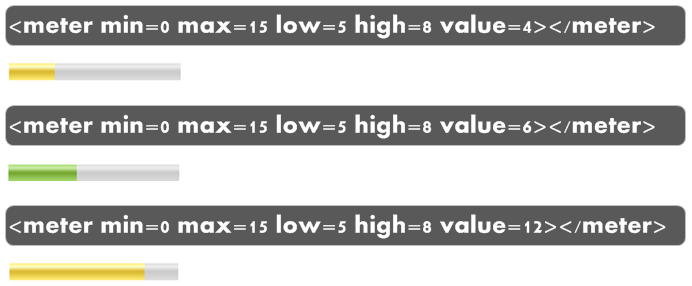 <meter min=0 max=15 low=5 high=8 value=4></meter>
<meter min=0 max=15 low=5 high=8 value=6></meter>
<meter min=0 max=15 low=5 high=8 value=12></meter>